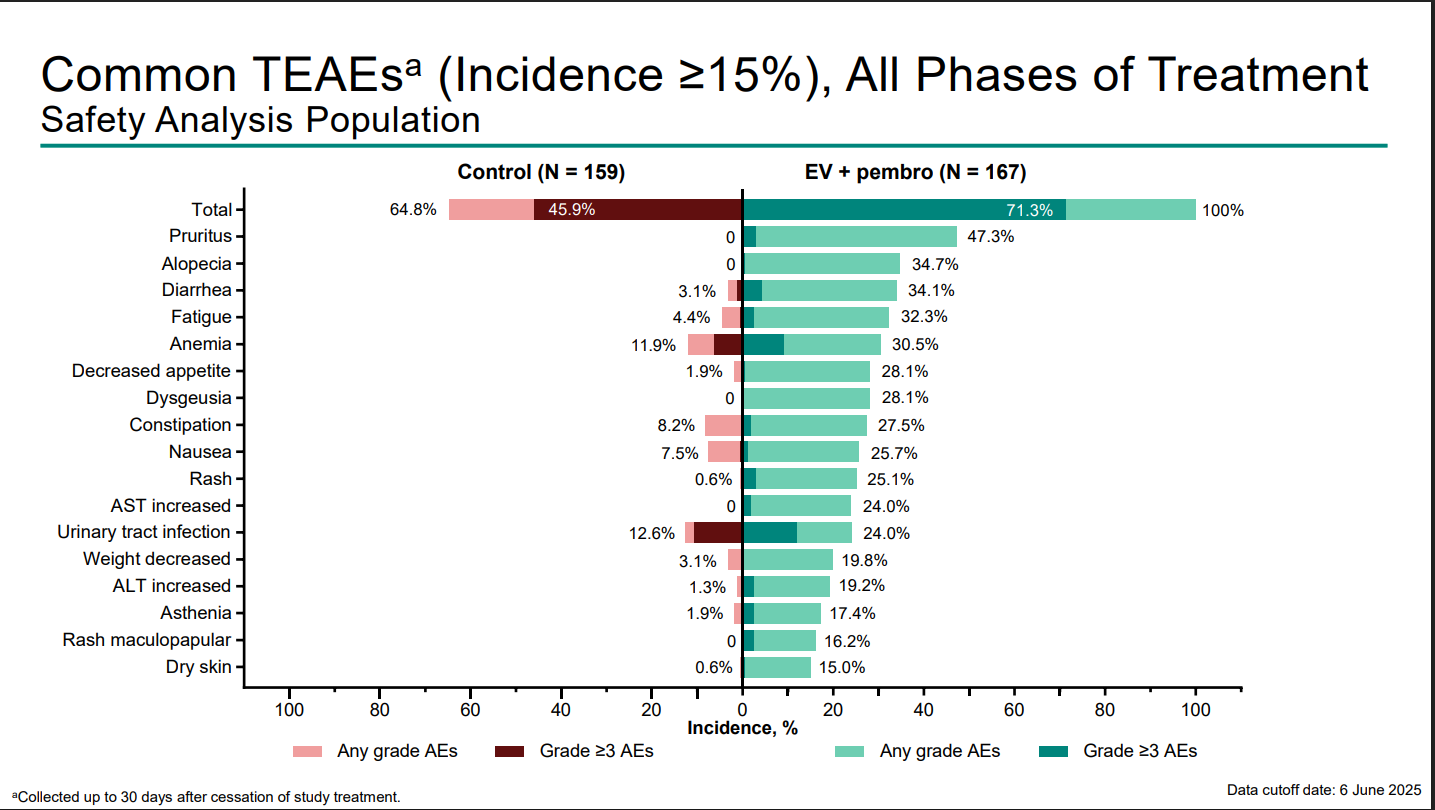 Common TEAEsᵃ (Incidence ≥15%), All Phases of Treatment
Safety Analysis Population
Control (N = 159)
EV + pembro (N = 167)
Total 64.8% 45.9% 71.3% 100%
Pruritus 0 47.3%
Alopecia 0 34.7%
Diarrhea 3.1% 34.1%
Fatigue 4.4% 32.3%
Anemia 11.9% 30.5%
Decreased appetite 1.9% 28.1%
Dysgeusia 0 28.1%
Constipation 8.2% 27.5%
Nausea 7.5% 25.7%
Rash 0.6% 25.1%
AST increased 0 24.0%
Urinary tract infection 12.6% 24.0%
Weight decreased 3.1% 19.8%
ALT increased 1.3% 19.2%
Asthenia 1.9% 17.4%
Rash maculopapular 0 16.2%
Dry skin 0.6% 15.0%
100 80 60 40 20 0 20 40 60 80 100
Incidence, %
Any grade AEs Grade ≥3 AEs Any grade AEs Grade ≥3 AEs
ᵃCollected up to 30 days after cessation of study treatment.
Data cutoff date: 6 June 2025